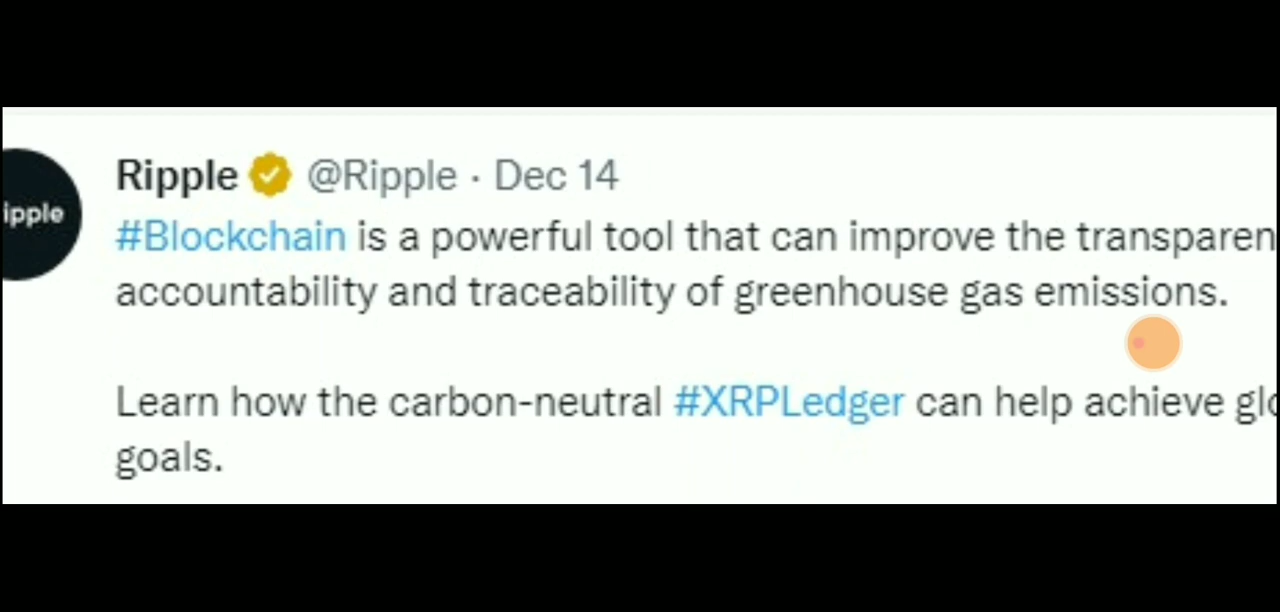 Ripple @Ripple · Dec 14
ipple
#Blockchain is a powerful tool that can improve the transparen
accountability and traceability of greenhouse gas emissions.
Learn how the carbon-neutral #XRPLedger can help achieve glo
goals.